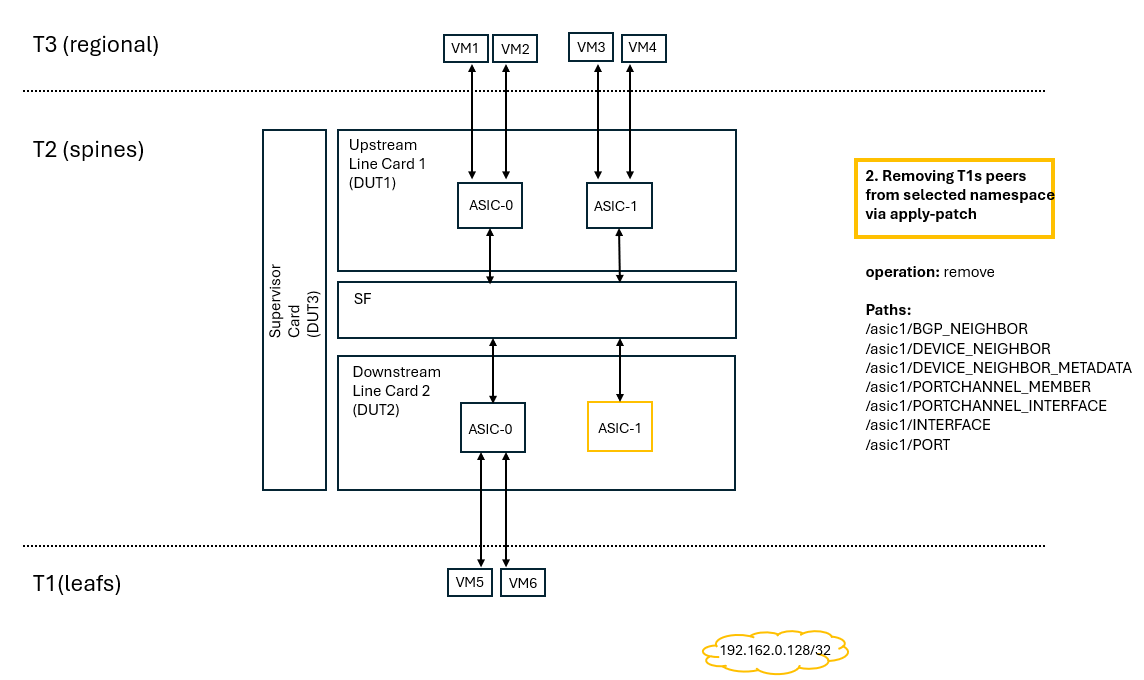 T3 (regional)
VM1
VM2
VM3
VM4
T2 (spines)
Upstream
Line Card 1
(DUT1)
ASIC-0
ASIC-1
2. Removing T1s peers
from selected namespace
via apply-patch
operation: remove
Paths:
/asic1/BGP_NEIGHBOR
/asic1/DEVICE_NEIGHBOR
/asic1/DEVICE_NEIGHBOR_METADATA
/asic1/PORTCHANNEL_MEMBER
/asic1/PORTCHANNEL_INTERFACE
/asic1/INTERFACE
/asic1/PORT
Supervisor
Card
(DUT3)
SF
Downstream
Line Card 2
(DUT2)
ASIC-0
ASIC-1
T1(leafs)
VM5
VM6
192.162.0.128/32